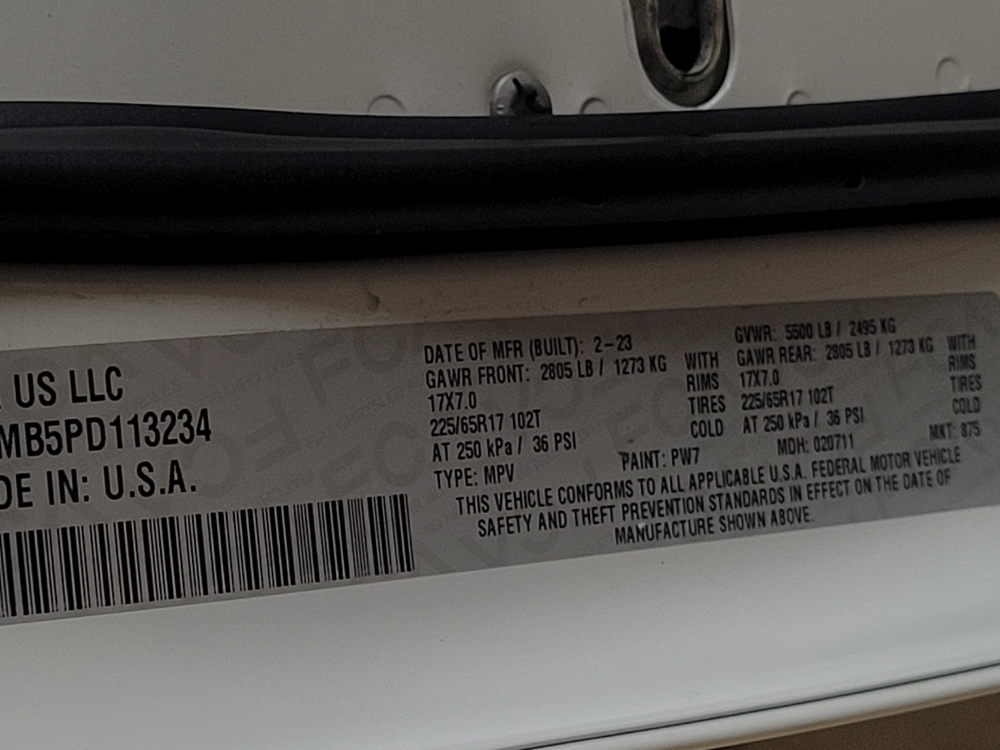 US LLC
MB5PD113234
DE IN: U.S.A.
DATE OF MFR (BUILT): 2-23
GAWR FRONT: 2805 LB / 1273 KG WITH
17X7.0 RIMS
225/65R17 102T TIRES
AT 250 kPa / 36 PSI COLD
GVWR: 5500 LB / 2495 KG
GAWR REAR: 2805 LB / 1273 KG WITH
17X7.0 RIMS
225/65R17 102T TIRES
AT 250 kPa / 36 PSI COLD
TYPE: MPV PAINT: PW7 MDH: 020711 MKT: 875
THIS VEHICLE CONFORMS TO ALL APPLICABLE U.S.A. FEDERAL MOTOR VEHICLE
SAFETY AND THEFT PREVENTION STANDARDS IN EFFECT ON THE DATE OF
MANUFACTURE SHOWN ABOVE.